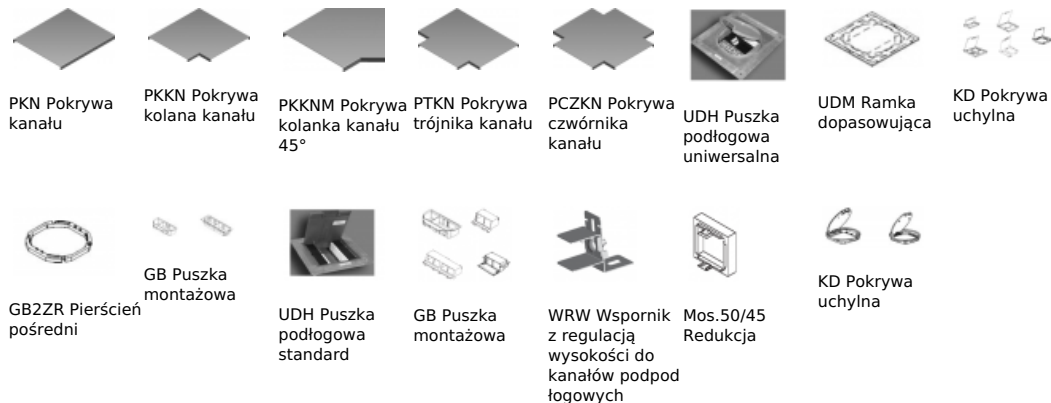 PKN Pokrywa
kanału
PKKN Pokrywa
kolana kanału
PKKNM Pokrywa
kolanka kanału
45°
PTKN Pokrywa
trójnika kanału
PCZKN Pokrywa
czwórnika
kanału
UDH Puszka
podłogowa
uniwersalna
UDM Ramka
dopasowująca
KD Pokrywa
uchylna
GB2ZR Pierścień
pośredni
GB Puszka
montażowa
UDH Puszka
podłogowa
standard
GB Puszka
montażowa
WRW Wspornik
z regulacją
wysokości do
kanałów podpod
łogowych
Mos.50/45
Redukcja
KD Pokrywa
uchylna